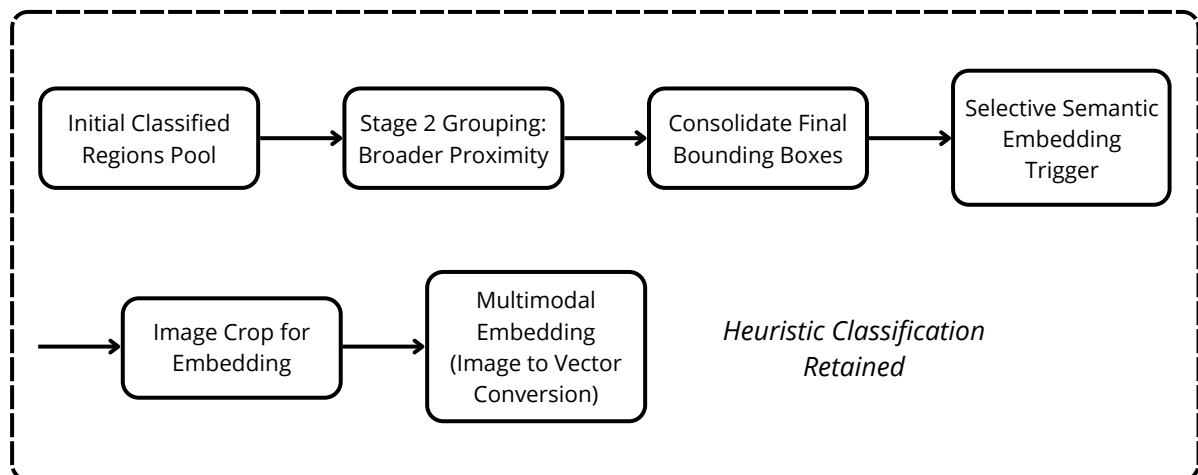 Initial Classified
Regions Pool
Stage 2 Grouping:
Broader Proximity
Consolidate Final
Bounding Boxes
Selective Semantic
Embedding
Trigger
Image Crop for
Embedding
Multimodal
Embedding
(Image to Vector
Conversion)
Heuristic Classification
Retained